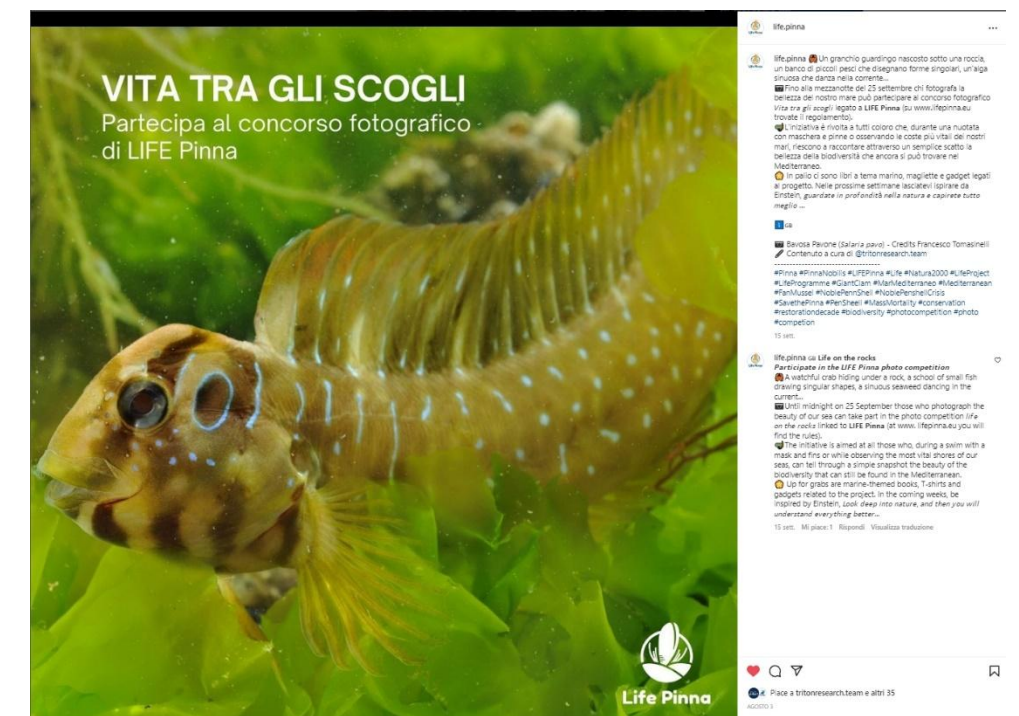 VITA TRA GLI SCOGLI
Partecipa al concorso fotografico
di LIFE Pinna
Life Pinna
life.pinna
life.pinna Un granchio guardingo nascosto sotto una roccia,
un banco di piccoli pesci che disegnano forme singolari, un'alga
sinuosa che danza nella corrente...
Fino alla mezzanotte del 25 settembre chi fotografa la
bellezza del nostro mare può partecipare al concorso fotografico
Vita tra gli scogli legato a LIFE Pinna (su www.lifepinna.eu
trovate il regolamento).
L'iniziativa è rivolta a tutti coloro che, durante una nuotata
con maschera e pinne o osservando le coste più vitali dei nostri
mari, riescono a raccontare attraverso un semplice scatto la
bellezza della biodiversità che ancora si può trovare nel
Mediterraneo.
In palio ci sono libri a tema marino, magliette e gadget legati
al progetto. Nelle prossime settimane lasciatevi ispirare da
Einstein, guardate in profondità nella natura e capirete tutto
meglio ...
GB
Bavosa Pavone (Salaria pavo) - Credits Francesco Tomasinelli
Contenuto a cura di @tritonresearch.team
-----------------------------------
#Pinna #PinnaNobilis #LIFEPinna #Life #Natura2000 #LifeProject
#LifeProgramme #GiantClam #MarMediterraneo #Mediterranean
#FanMussel #NoblePennShell #NoblePenshellCrisis
#SavethePinna #PenSheell #MassMortality #conservation
#restorationdecade #biodiversity #photocompetition #photo
#competion
15 sett.
life.pinna GB Life on the rocks
Participate in the LIFE Pinna photo competition
A watchful crab hiding under a rock, a school of small fish
drawing singular shapes, a sinuous seaweed dancing in the
current...
Until midnight on 25 September those who photograph the
beauty of our sea can take part in the photo competition life
on the rocks linked to LIFE Pinna (at www. lifepinna.eu you will
find the rules).
The initiative is aimed at all those who, during a swim with a
mask and fins or while observing the most vital shores of our
seas, can tell through a simple snapshot the beauty of the
biodiversity that can still be found in the Mediterranean.
Up for grabs are marine-themed books, T-shirts and
gadgets related to the project. In the coming weeks, be
inspired by Einstein, Look deep into nature, and then you will
understand everything better...
15 sett. Mi piace: 1 Rispondi Visualizza traduzione
Piace a tritonresearch.team e altri 35